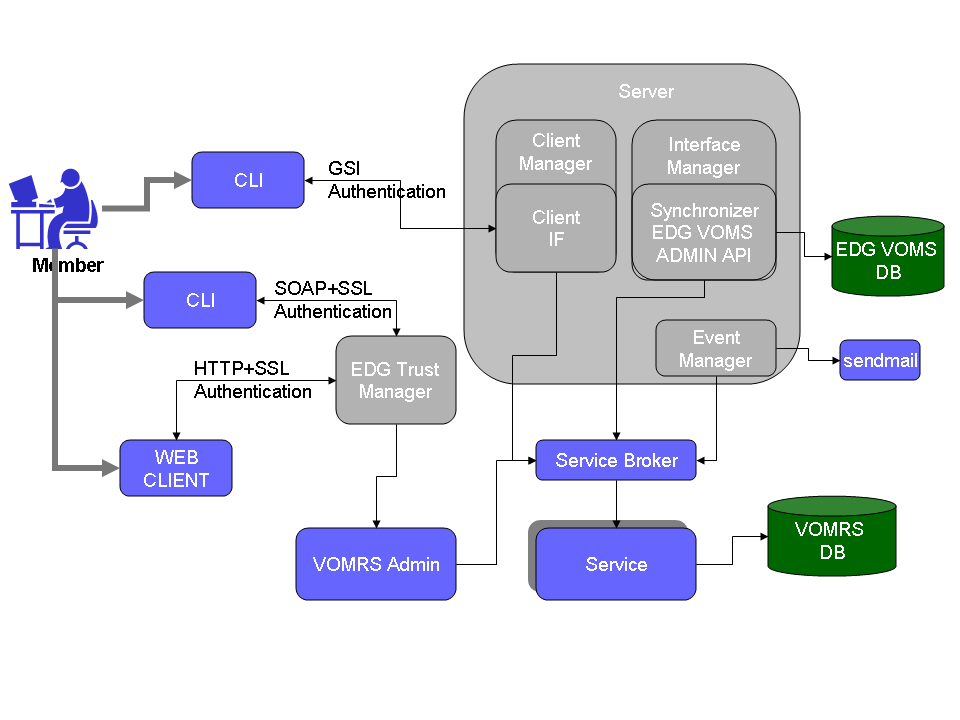 Server
Client
Manager
Interface
Manager
CLI
GSI
Authentication
Client
IF
Synchronizer
EDG VOMS
ADMIN API
EDG VOMS
DB
Member
CLI
SOAP+SSL
Authentication
Event
Manager
sendmail
HTTP+SSL
Authentication
EDG Trust
Manager
WEB
CLIENT
Service Broker
VOMRS Admin
Service
VOMRS
DB